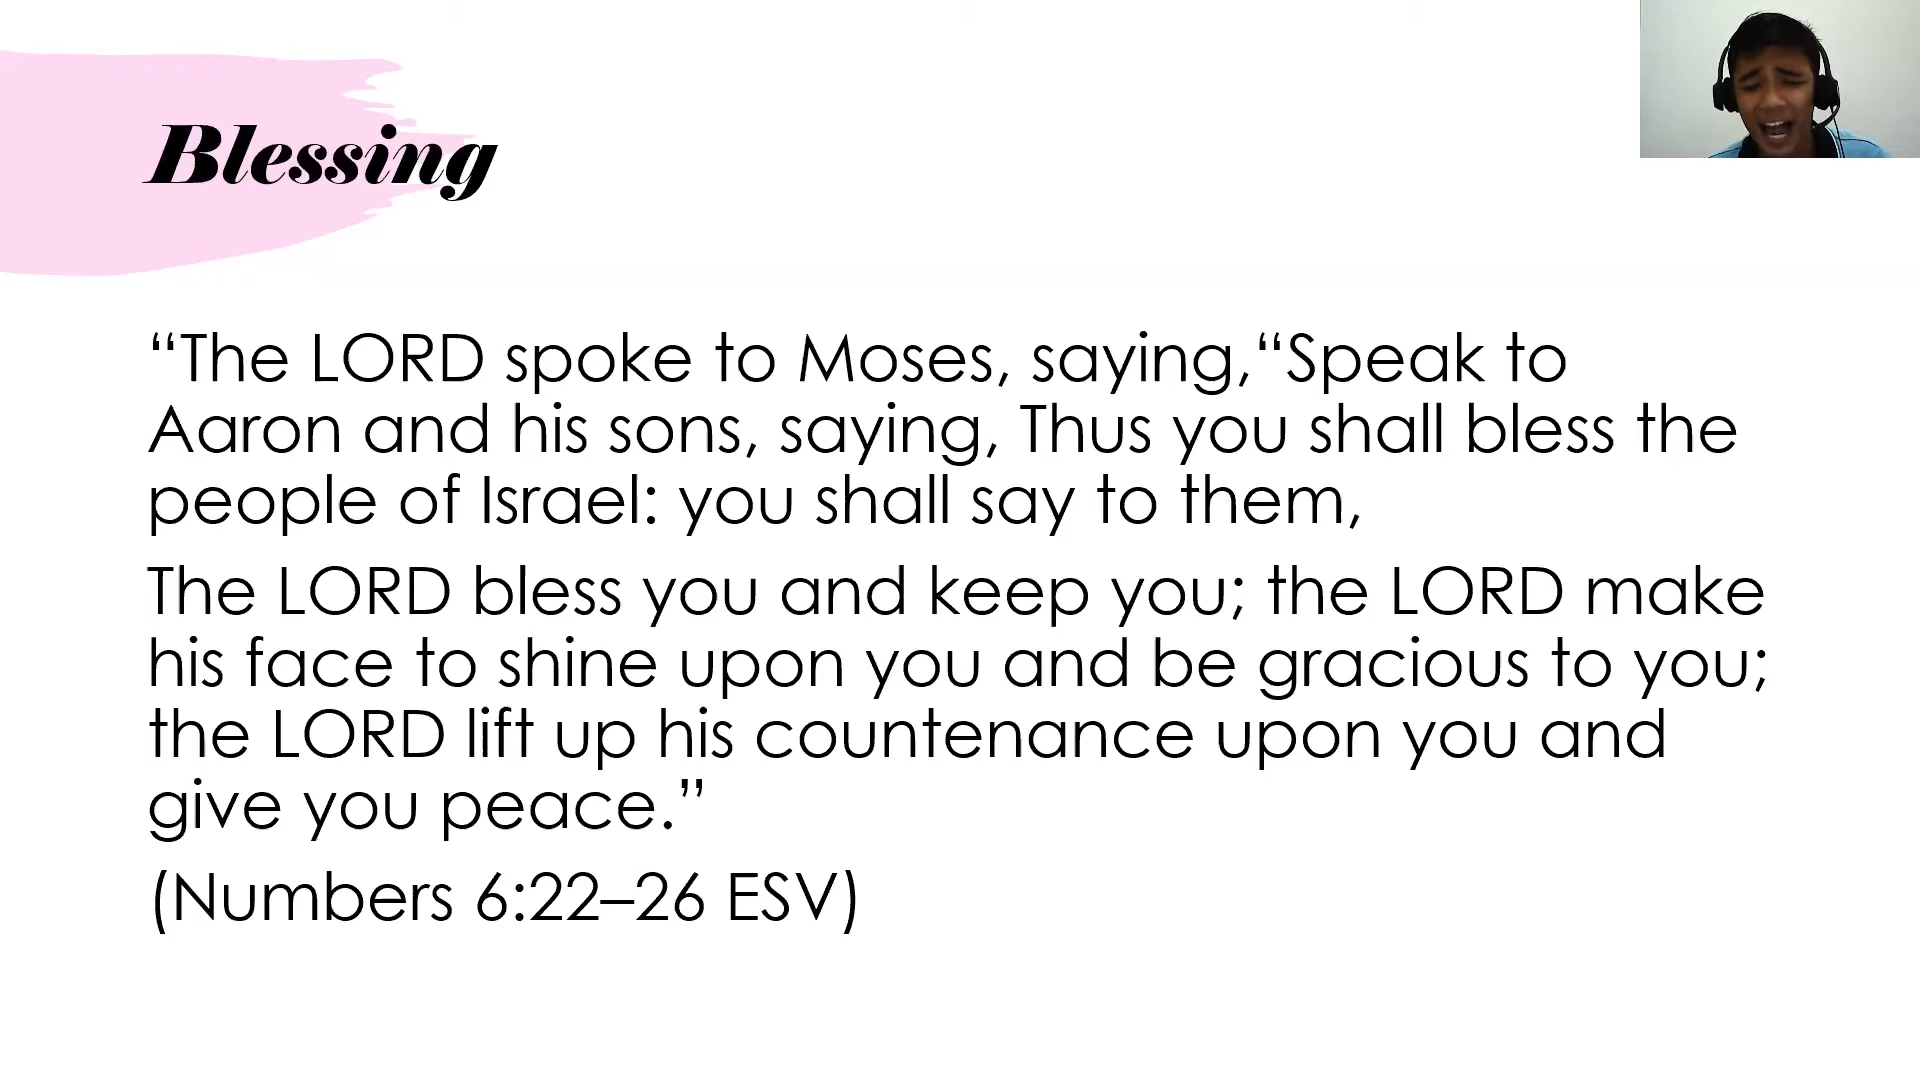 Blessing
“The LORD spoke to Moses, saying,“Speak to
Aaron and his sons, saying, Thus you shall bless the
people of Israel: you shall say to them,
The LORD bless you and keep you; the LORD make
his face to shine upon you and be gracious to you;
the LORD lift up his countenance upon you and
give you peace.”
(Numbers 6:22–26 ESV)